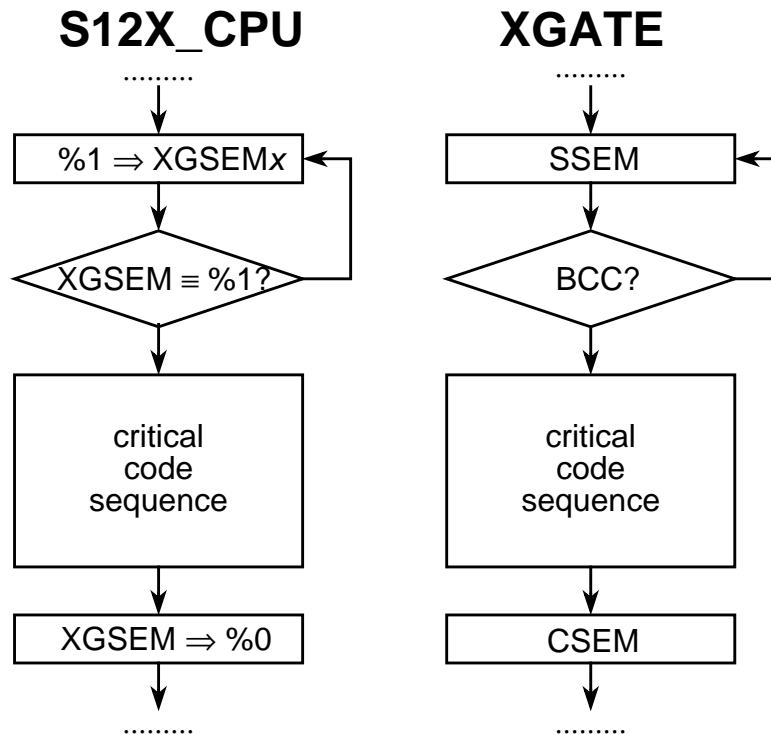 S12X_CPU
.........
%1 ⇒ XGSEMx
XGSEM ≡ %1?
critical
code
sequence
XGSEM ⇒ %0
.........
XGATE
.........
SSEM
BCC?
critical
code
sequence
CSEM
.........